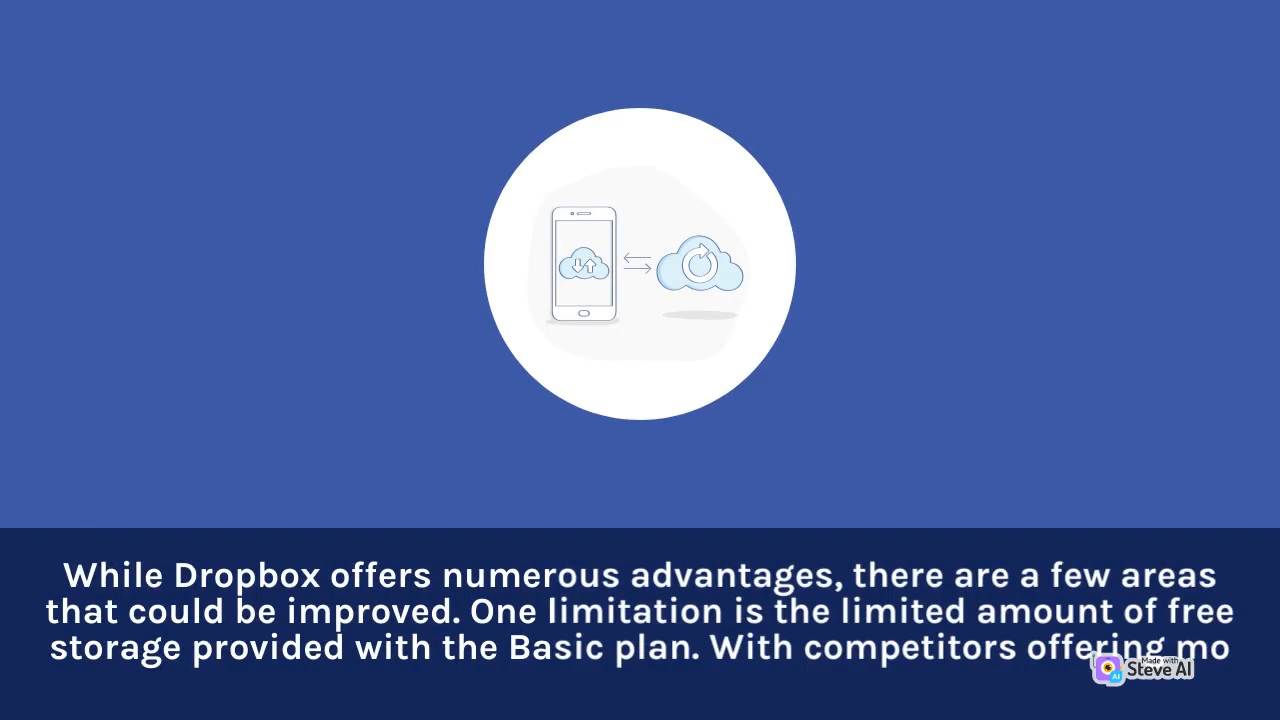 While Dropbox offers numerous advantages, there are a few areas
that could be improved. One limitation is the limited amount of free
storage provided with the Basic plan. With competitors offering mo
Made with
Steve AI
AI